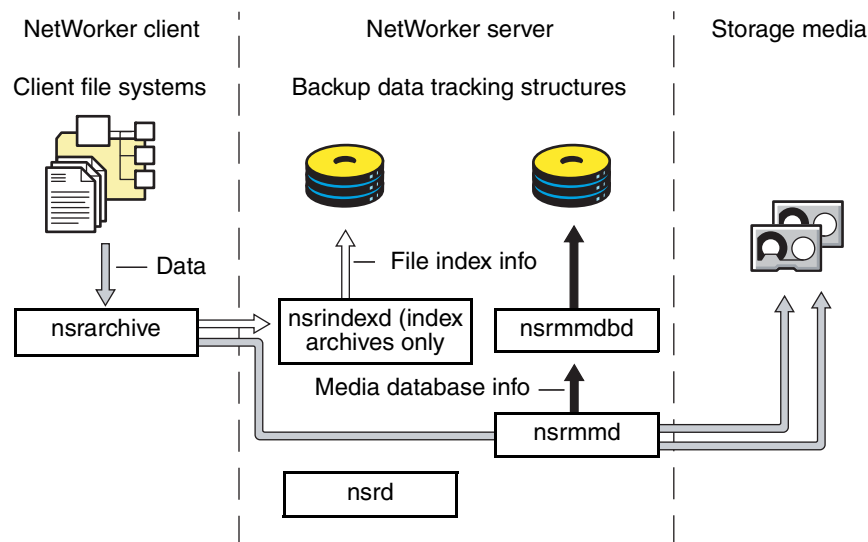 NetWorker client
NetWorker server
Storage media
Client file systems
Backup data tracking structures
Data
File index info
nsrarchive
nsrindexd (index
archives only
nsrmmdbd
Media database info
nsrmmd
nsrd